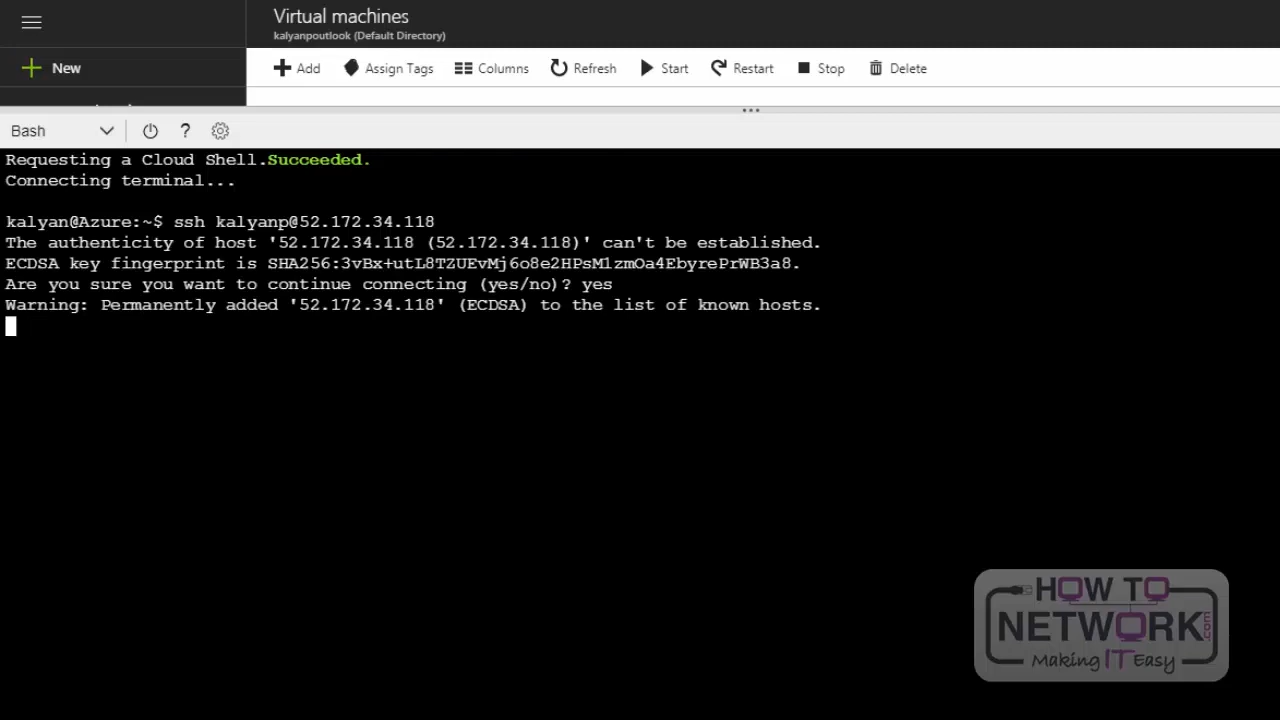 Virtual machines
kalyanpoutlook (Default Directory)
New
Add Assign Tags Columns Refresh Start Restart Stop Delete
Bash ?
Requesting a Cloud Shell.Succeeded.
Connecting terminal...
kalyan@Azure:~$ ssh kalyanp@52.172.34.118
The authenticity of host '52.172.34.118 (52.172.34.118)' can't be established.
ECDSA key fingerprint is SHA256:3vBx+utL8TZUEvMj6o8e2HPsM1zmOa4EbyrePrWB3a8.
Are you sure you want to continue connecting (yes/no)? yes
Warning: Permanently added '52.172.34.118' (ECDSA) to the list of known hosts.
HOW TO
NETWORK.com
Making IT Easy